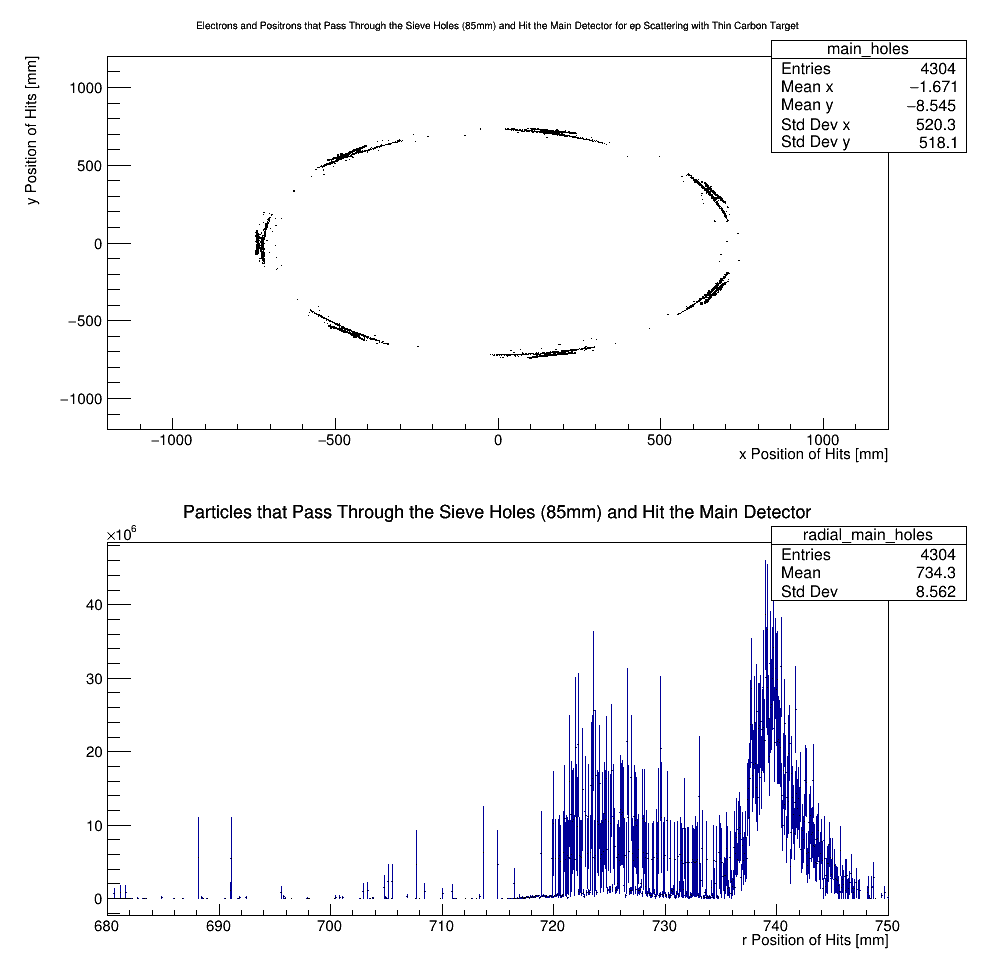 Electrons and Positrons that Pass Through the Sieve Holes (85mm) and Hit the Main Detector for ep Scattering with Thin Carbon Target
main_holes
Entries 4304
Mean x −1.671
Mean y −8.545
Std Dev x 520.3
Std Dev y 518.1
y Position of Hits [mm]
1000
500
0
−500
−1000
−1000 −500 0 500 1000
x Position of Hits [mm]
Particles that Pass Through the Sieve Holes (85mm) and Hit the Main Detector
×10⁶
radial_main_holes
Entries 4304
Mean 734.3
Std Dev 8.562
40
30
20
10
0
680 690 700 710 720 730 740 750
r Position of Hits [mm]